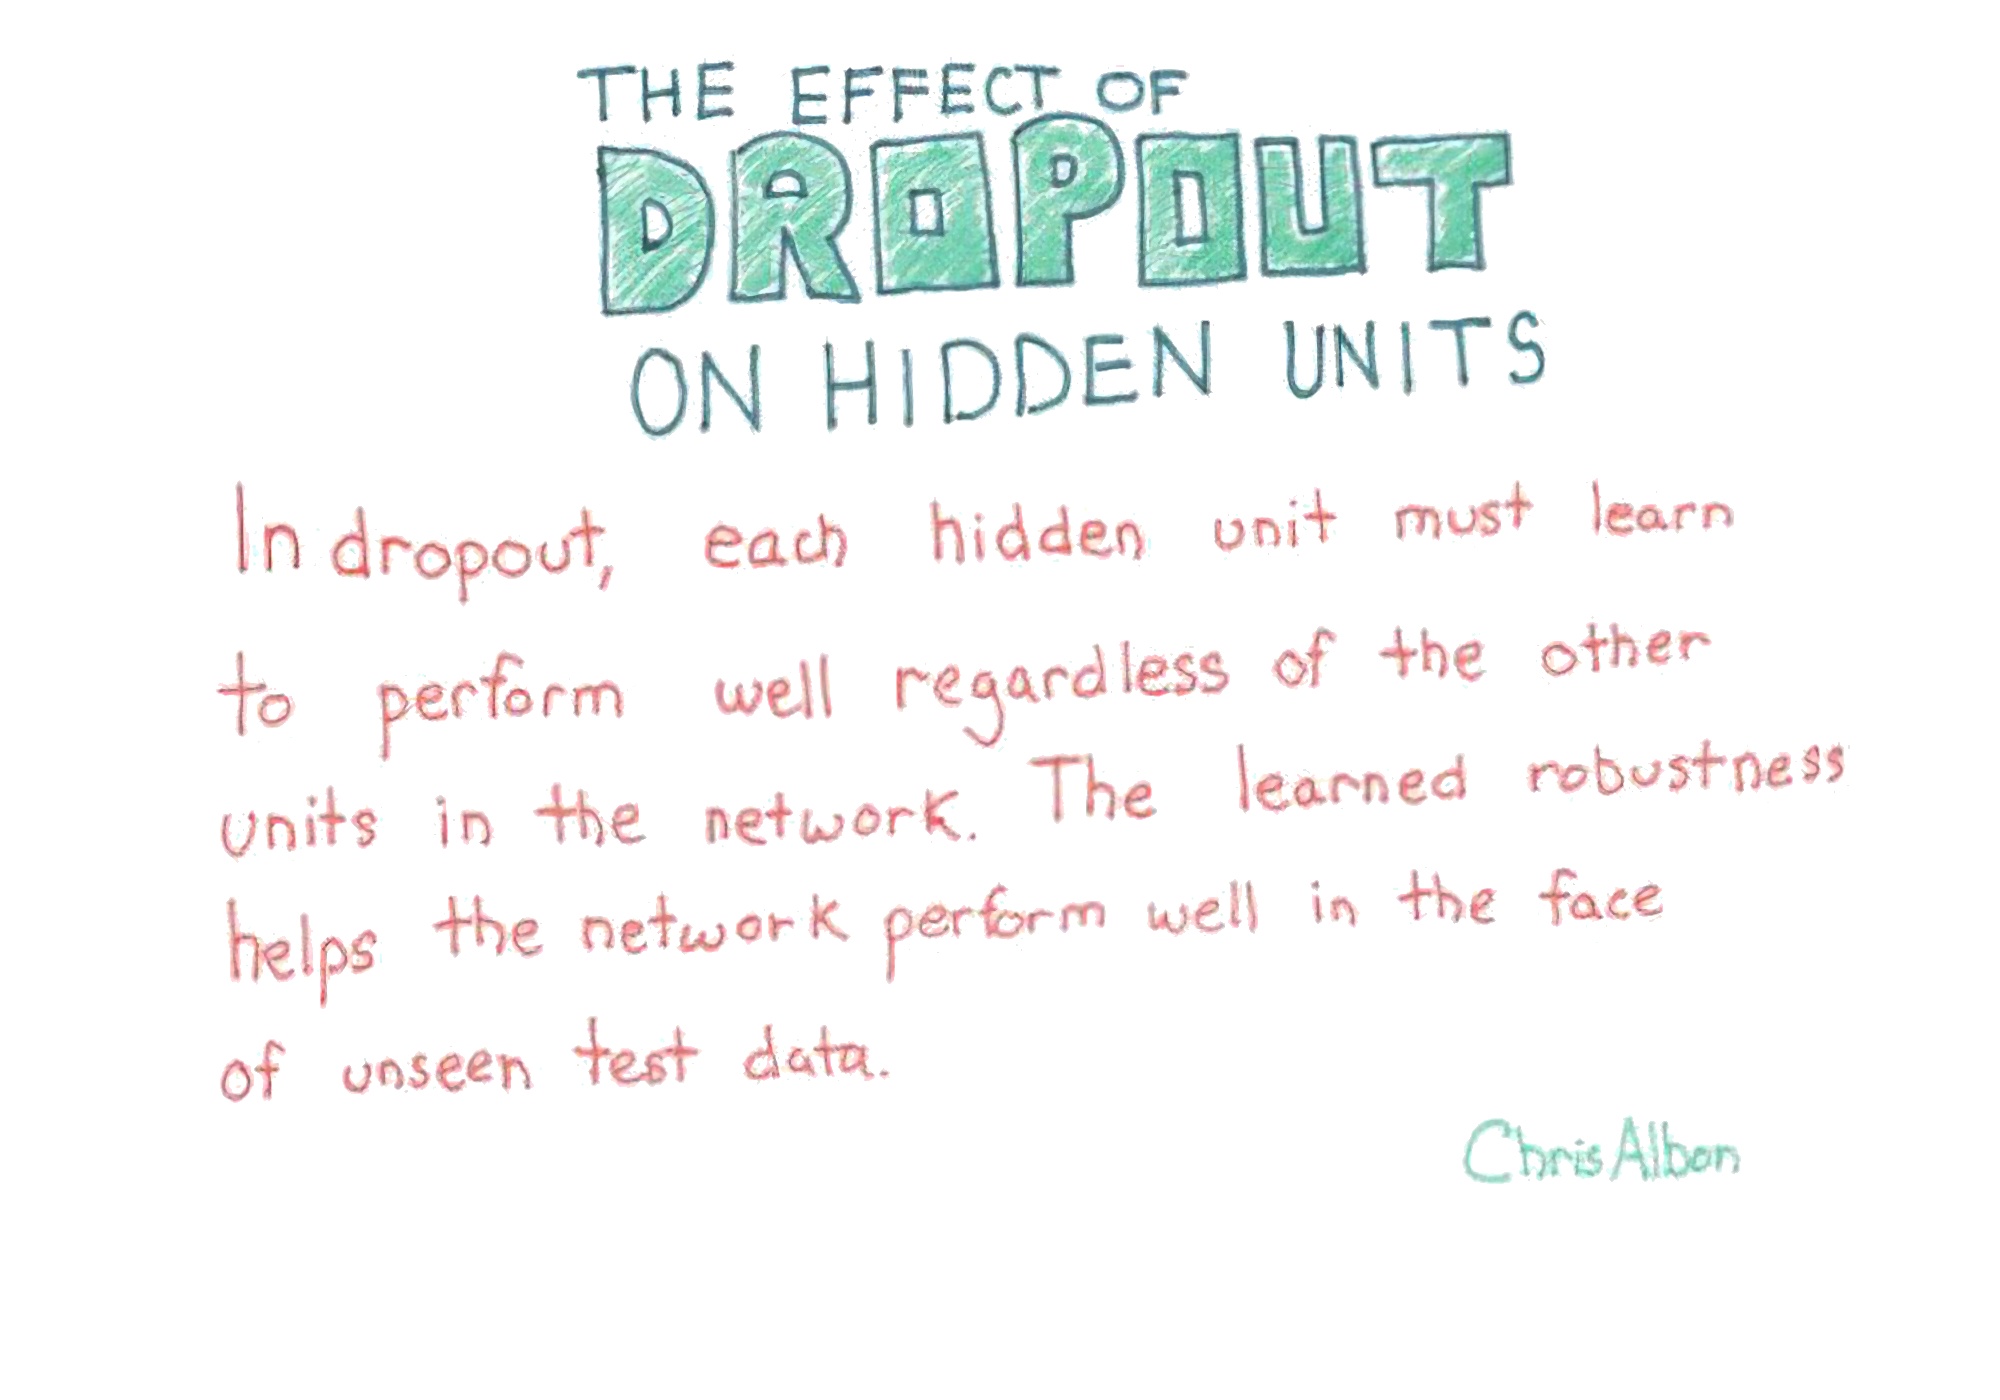 THE EFFECT OF
DROPOUT
ON HIDDEN UNITS
In dropout, each hidden unit must learn
to perform well regardless of the other
units in the network. The learned robustness
helps the network perform well in the face
of unseen test data.
Chris Albon